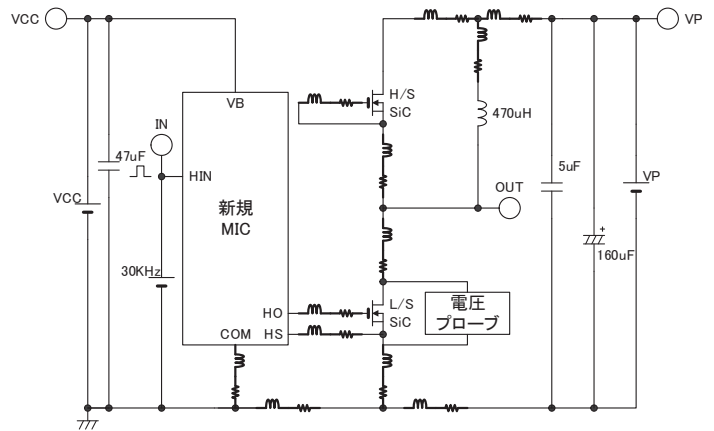 VCC
VP
VB
H/S
SiC
IN
470uH
47uF
HIN
OUT
5uF
VP
VCC
新規
MIC
160uF
+
30KHz
L/S
SiC
電圧
プローブ
HO
COM HS